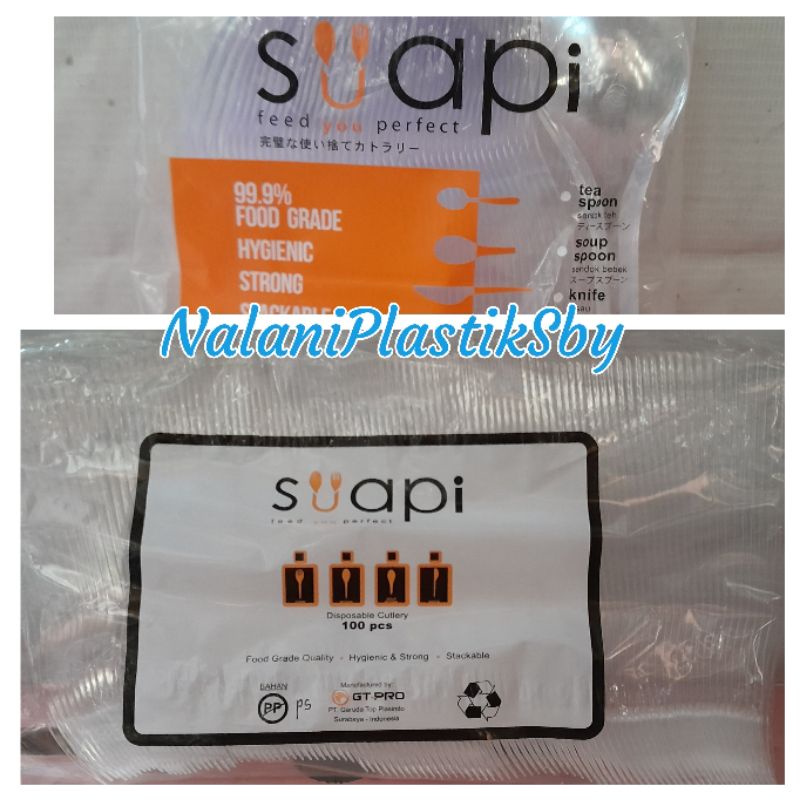 suapi
feed you perfect
完璧な使い捨てカトラリー
99.9%
FOOD GRADE
HYGIENIC
STRONG
STACKABLE
tea
spoon
sendok teh
ティースプーン
soup
spoon
sendok bebek
スープスプーン
knife
NalaniPlastikSby
suapi
feed you perfect
Disposable Cutlery
100 pcs
Food Grade Quality - Hygienic & Strong - Stackable
BAHAN
PP PS
Manufactured by:
GT-PRO
PT. Garuda Top Plasindo
Surabaya - Indonesia